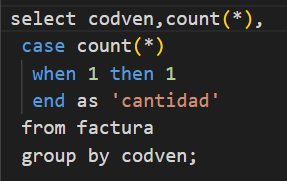 select codven,count(*),
case count(*)
when 1 then 1
end as 'cantidad'
from factura
group by codven;